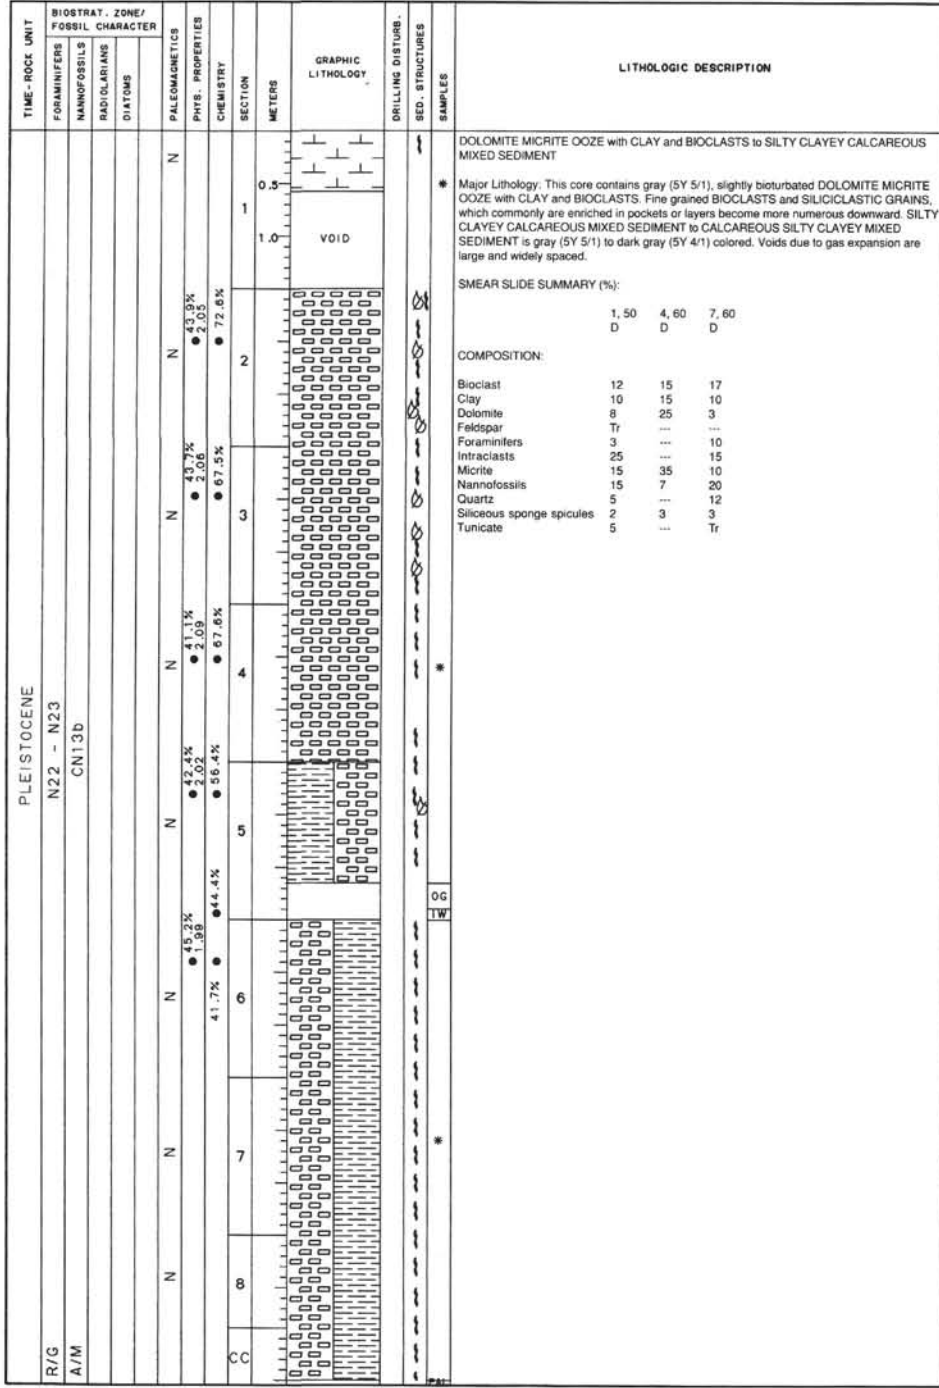 TIME-ROCK UNIT
BIOSTRAT. ZONE/
FOSSIL CHARACTER
FORAMINIFERS
NANNOFOSSILS
RADIOLARIANS
DIATOMS
PALEOMAGNETICS
PHYS. PROPERTIES
CHEMISTRY
SECTION
METERS
GRAPHIC
LITHOLOGY
DRILLING DISTURB.
SED. STRUCTURES
SAMPLES
LITHOLOGIC DESCRIPTION
PLEISTOCENE
N22 - N23
R/G
CN13b
A/M
N
N
N
N
N
N
N
N
43.9%
2.05
72.6%
43.7%
2.06
67.5%
41.1%
2.09
67.6%
42.4%
2.02
56.4%
44.4%
45.2%
1.99
41.7%
1
2
3
4
5
6
7
8
CC
0.5
1.0
VOID
*
*
OG
IW
*
PAL
DOLOMITE MICRITE OOZE with CLAY and BIOCLASTS to SILTY CLAYEY CALCAREOUS
MIXED SEDIMENT
Major Lithology: This core contains gray (5Y 5/1), slightly bioturbated DOLOMITE MICRITE
OOZE with CLAY and BIOCLASTS. Fine grained BIOCLASTS and SILICICLASTIC GRAINS,
which commonly are enriched in pockets or layers become more numerous downward. SILTY
CLAYEY CALCAREOUS MIXED SEDIMENT to CALCAREOUS SILTY CLAYEY MIXED
SEDIMENT is gray (5Y 5/1) to dark gray (5Y 4/1) colored. Voids due to gas expansion are
large and widely spaced.
SMEAR SLIDE SUMMARY (%):
1, 50 4, 60 7, 60
D D D
COMPOSITION:
Bioclast 12 15 17
Clay 10 15 10
Dolomite 8 25 3
Feldspar Tr --- ---
Foraminifers 3 --- 10
Intraclasts 25 --- 15
Micrite 15 35 10
Nannofossils 15 7 20
Quartz 5 --- 12
Siliceous sponge spicules 2 3 3
Tunicate 5 --- Tr